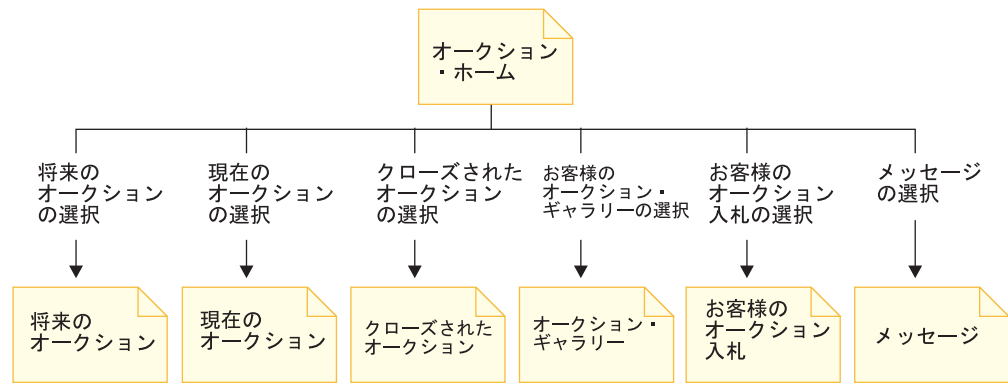 オークション
・ホーム
将来の
オークション
の選択
現在の
オークション
の選択
クローズされた
オークション
の選択
お客様の
オークション・
ギャラリーの選択
お客様の
オークション
入札の選択
メッセージ
の選択
将来の
オークション
現在の
オークション
クローズされた
オークション
オークション・
ギャラリー
お客様の
オークション
入札
メッセージ